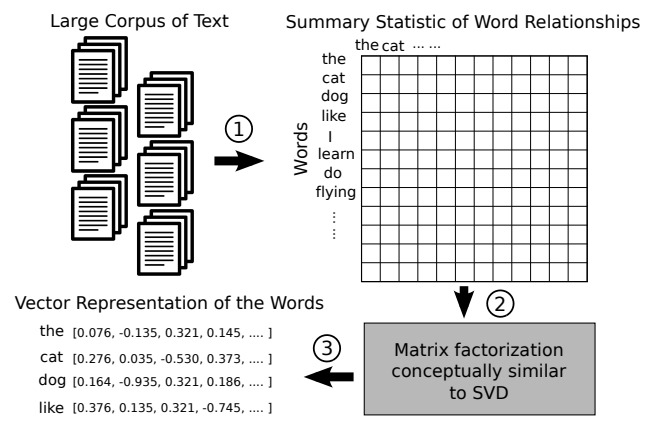 Large Corpus of Text
Summary Statistic of Word Relationships
the cat ... ...
the
cat
dog
like
I
learn
do
flying
...
...
Words
1
2
Vector Representation of the Words
the [0.076, -0.135, 0.321, 0.145, .... ]
cat [0.276, 0.035, -0.530, 0.373, .... ]
dog [0.164, -0.935, 0.321, 0.186, .... ]
like [0.376, 0.135, 0.321, -0.745, .... ]
3
Matrix factorization
conceptually similar
to SVD